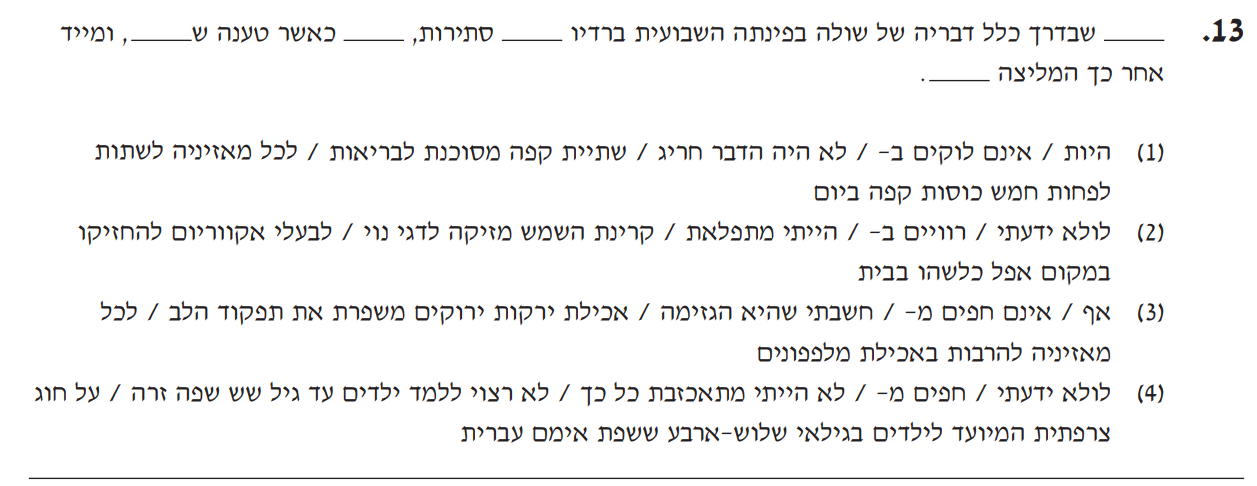 13. _____ שבדרך כלל דבריה של שולה בפינתה השבועית ברדיו _____ סתירות, _____ כאשר טענה ש_____, ומייד
אחר כך המליצה _____.
(1) היות / אינם לוקים ב- / לא היה הדבר חריג / שתיית קפה מסוכנת לבריאות / לכל מאזיניה לשתות
לפחות חמש כוסות קפה ביום
(2) לולא ידעתי / רוויים ב- / הייתי מתפלאת / קרינת השמש מזיקה לדגי נוי / לבעלי אקווריום להחזיקו
במקום אפל כלשהו בבית
(3) אף / אינם חפים מ- / חשבתי שהיא הגזימה / אכילת ירקות ירוקים משפרת את תפקוד הלב / לכל
מאזיניה להרבות באכילת מלפפונים
(4) לולא ידעתי / חפים מ- / לא הייתי מתאכזבת כל כך / לא רצוי ללמד ילדים עד גיל שש שפה זרה / על חוג
צרפתית המיועד לילדים בגילאי שלוש-ארבע ששפת אימם עברית